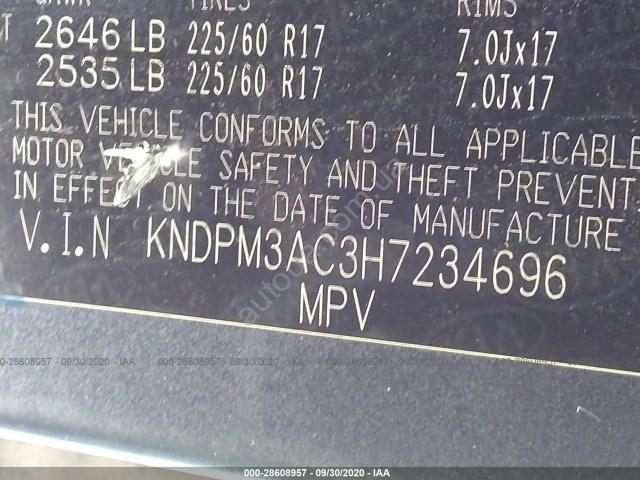 RIMS
2646 LB 225/60 R17 7.0Jx17
2535 LB 225/60 R17 7.0Jx17
THIS VEHICLE CONFORMS TO ALL APPLICABLE
MOTOR VEHICLE SAFETY AND THEFT PREVENT
IN EFFECT ON THE DATE OF MANUFACTURE
V.I.N KNDPM3AC3H7234696
MPV
000-28608957 - 09/30/2020 - IAA